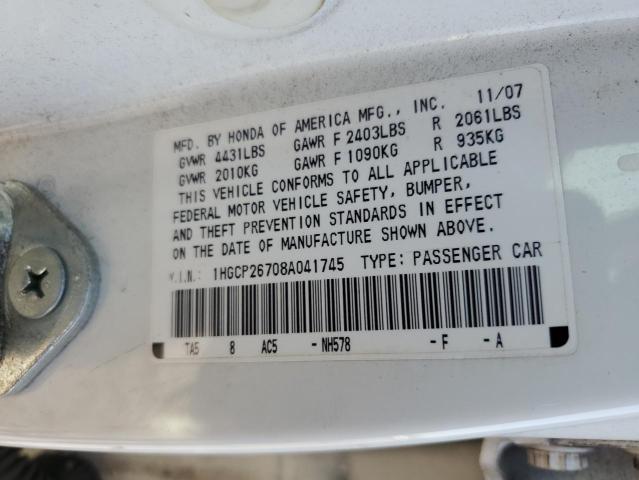 MFD. BY HONDA OF AMERICA MFG., INC. 11/07
GVWR 4431LBS GAWR F 2403LBS R 2061LBS
GVWR 2010KG GAWR F 1090KG R 935KG
THIS VEHICLE CONFORMS TO ALL APPLICABLE
FEDERAL MOTOR VEHICLE SAFETY, BUMPER,
AND THEFT PREVENTION STANDARDS IN EFFECT
ON THE DATE OF MANUFACTURE SHOWN ABOVE.
V.I.N.: 1HGCP26708A041745 TYPE: PASSENGER CAR
TA5 8 AC5 -NH578 -F -A